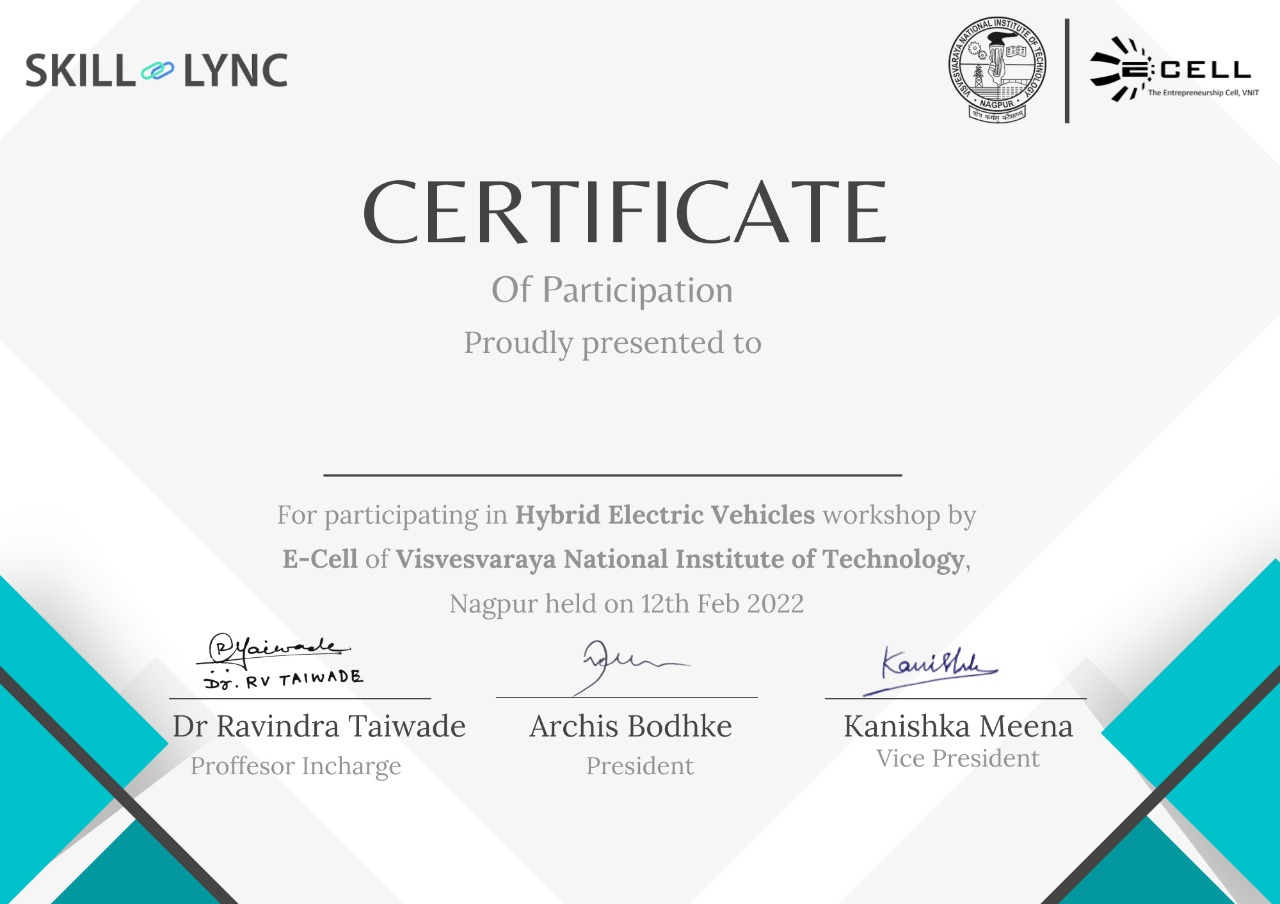 SKILL LYNC
VISVESVARAYA NATIONAL INSTITUTE OF TECHNOLOGY
• NAGPUR •
E-CELL
The Entrepreneurship Cell, VNIT
CERTIFICATE
Of Participation
Proudly presented to
For participating in Hybrid Electric Vehicles workshop by
E-Cell of Visvesvaraya National Institute of Technology,
Nagpur held on 12th Feb 2022
RTaiwade
Dr. RV TAIWADE
Kanishk
Dr Ravindra Taiwade
Archis Bodhke
Kanishka Meena
Proffesor Incharge
President
Vice President